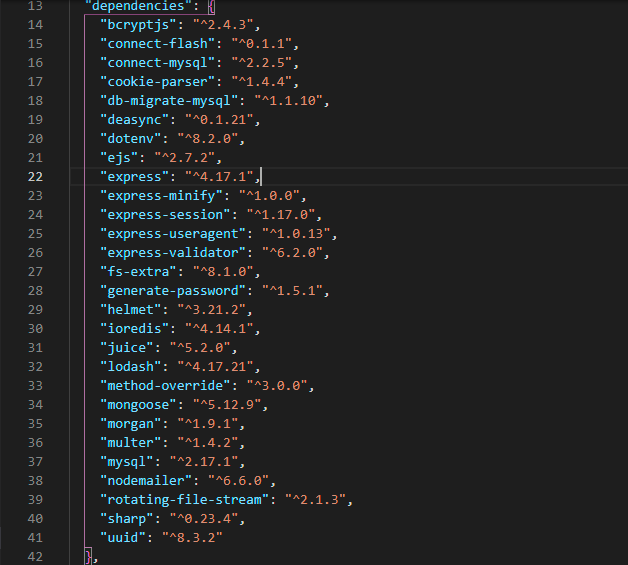 13 "dependencies": {
14 "bcryptjs": "^2.4.3",
15 "connect-flash": "^0.1.1",
16 "connect-mysql": "^2.2.5",
17 "cookie-parser": "^1.4.4",
18 "db-migrate-mysql": "^1.1.10",
19 "deasync": "^0.1.21",
20 "dotenv": "^8.2.0",
21 "ejs": "^2.7.2",
22 "express": "^4.17.1",
23 "express-minify": "^1.0.0",
24 "express-session": "^1.17.0",
25 "express-useragent": "^1.0.13",
26 "express-validator": "^6.2.0",
27 "fs-extra": "^8.1.0",
28 "generate-password": "^1.5.1",
29 "helmet": "^3.21.2",
30 "ioredis": "^4.14.1",
31 "juice": "^5.2.0",
32 "lodash": "^4.17.21",
33 "method-override": "^3.0.0",
34 "mongoose": "^5.12.9",
35 "morgan": "^1.9.1",
36 "multer": "^1.4.2",
37 "mysql": "^2.17.1",
38 "nodemailer": "^6.6.0",
39 "rotating-file-stream": "^2.1.3",
40 "sharp": "^0.23.4",
41 "uuid": "^8.3.2"
42 },